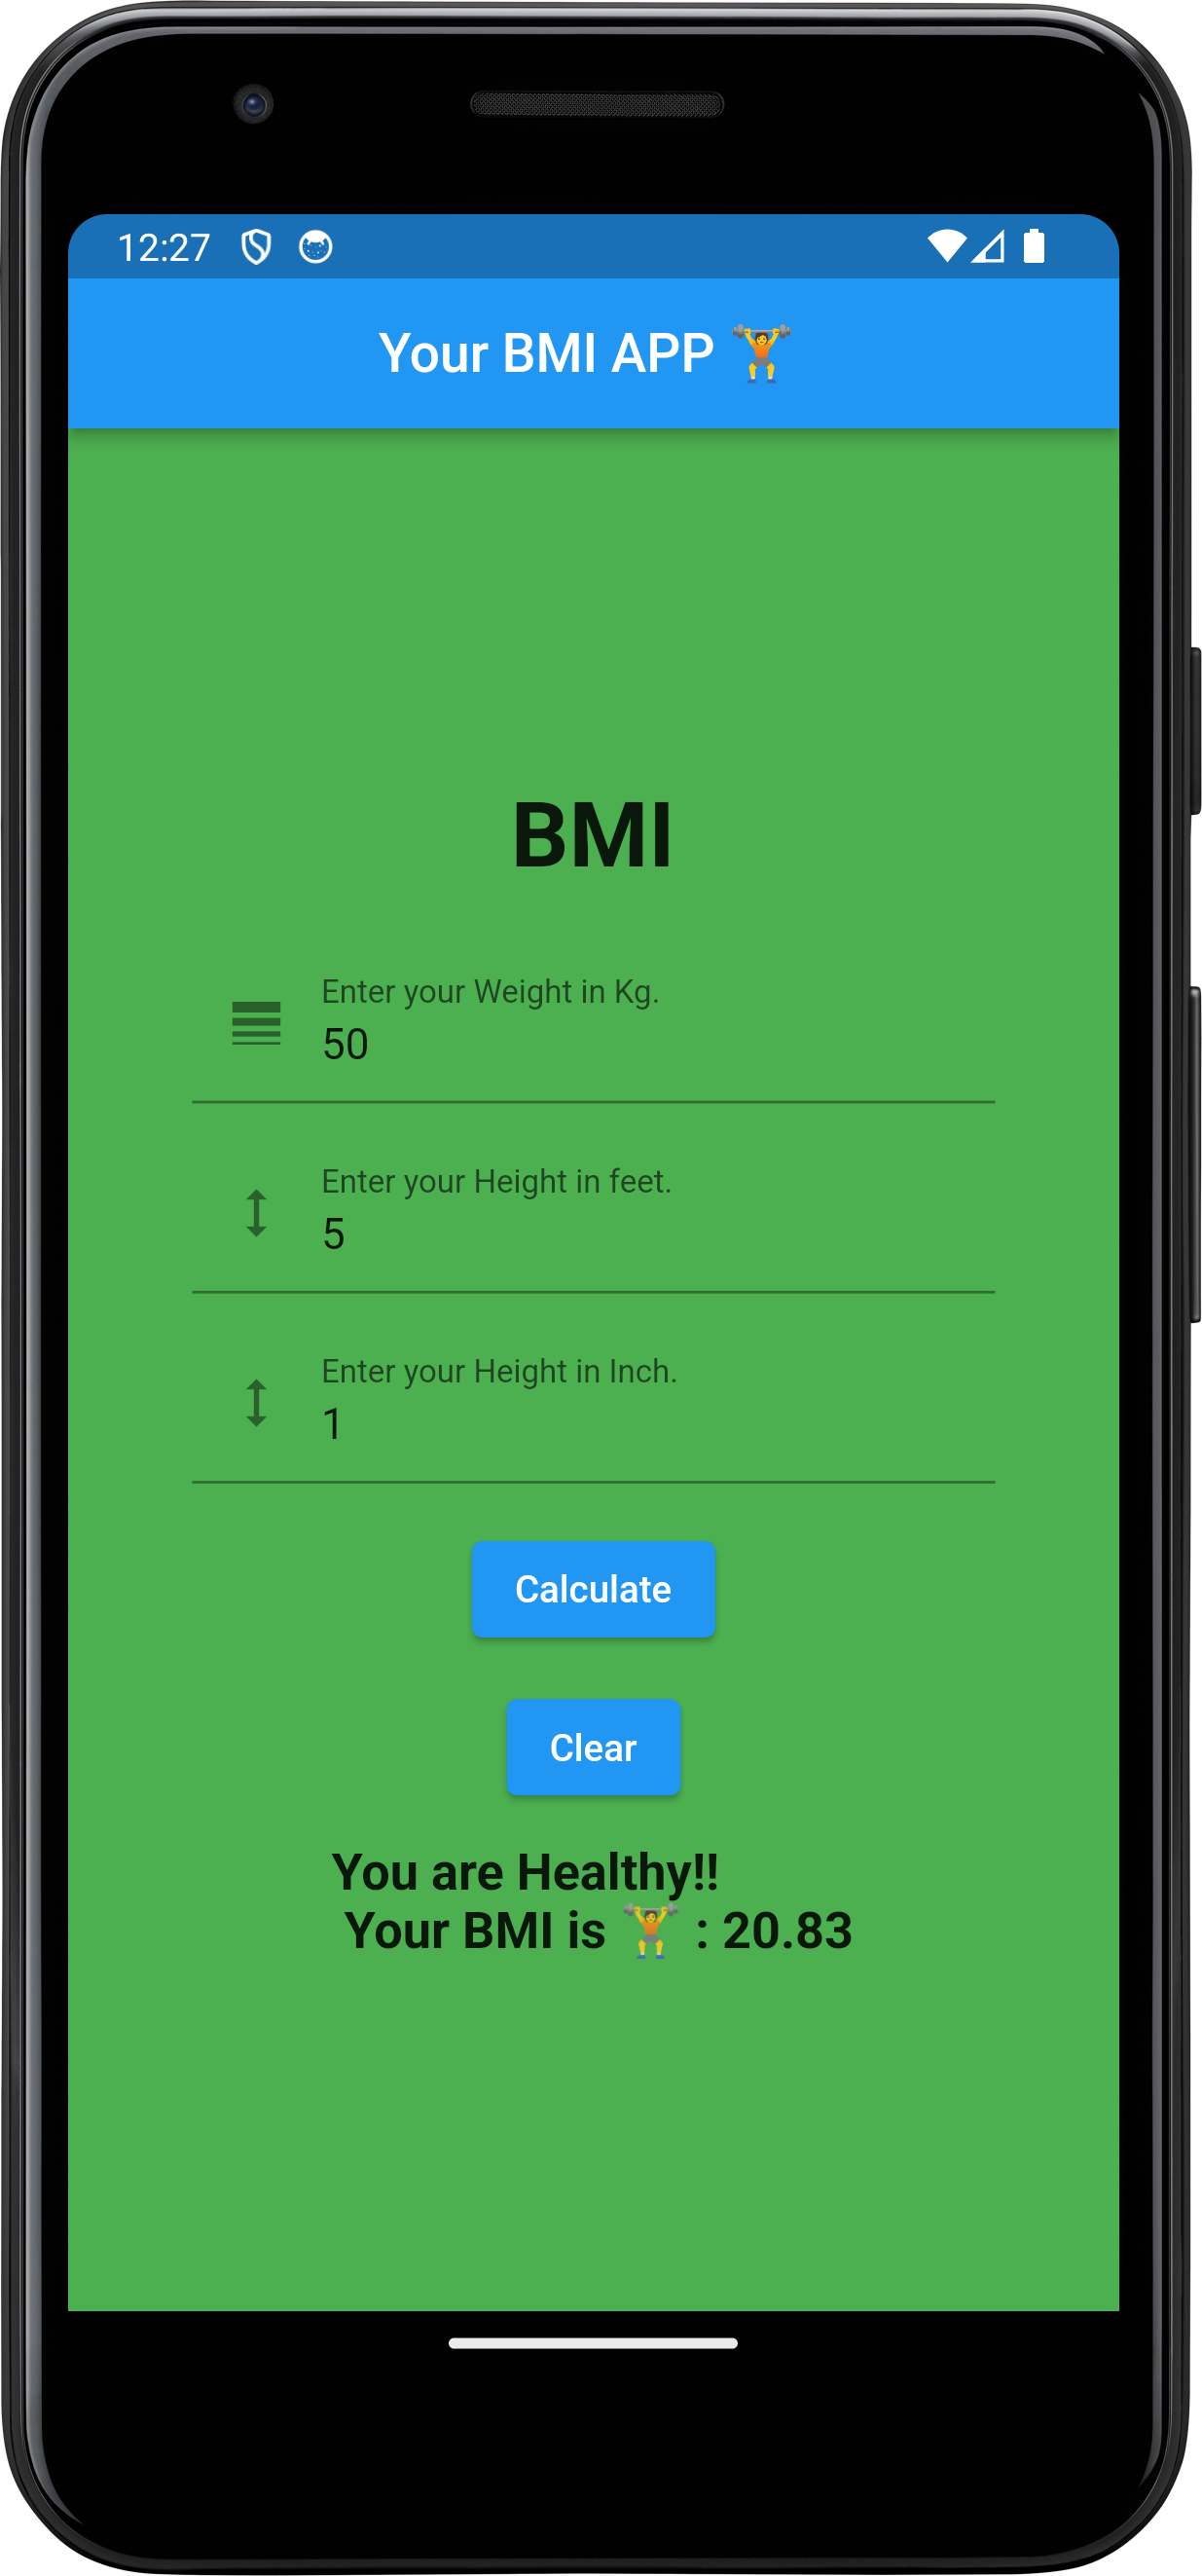 12:27
Your BMI APP 🏋️
BMI
Enter your Weight in Kg.
50
Enter your Height in feet.
5
Enter your Height in Inch.
1
Calculate
Clear
You are Healthy!!
Your BMI is 🏋️ : 20.83